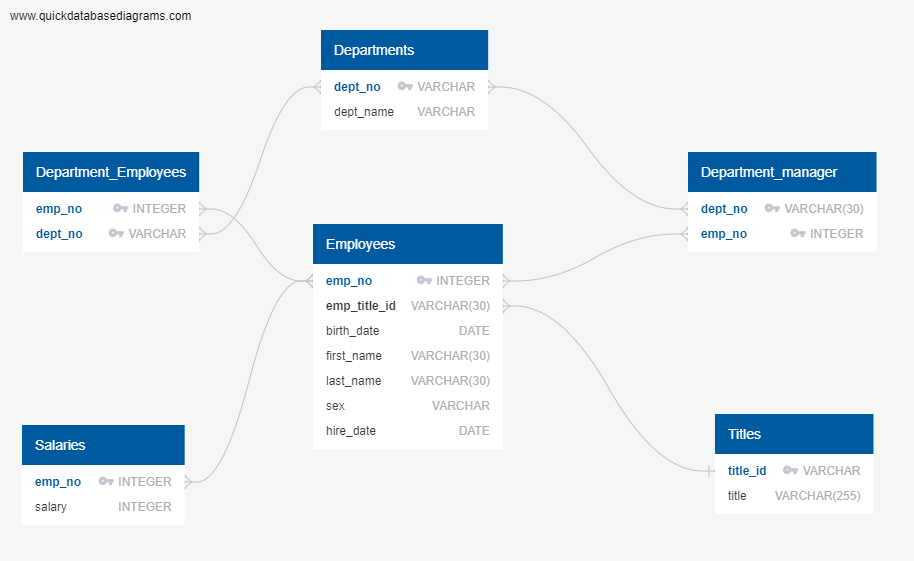 www.quickdatabasediagrams.com
Departments
dept_no VARCHAR
dept_name VARCHAR
Department_Employees
emp_no INTEGER
dept_no VARCHAR
Department_manager
dept_no VARCHAR(30)
emp_no INTEGER
Employees
emp_no INTEGER
emp_title_id VARCHAR(30)
birth_date DATE
first_name VARCHAR(30)
last_name VARCHAR(30)
sex VARCHAR
hire_date DATE
Salaries
emp_no INTEGER
salary INTEGER
Titles
title_id VARCHAR
title VARCHAR(255)